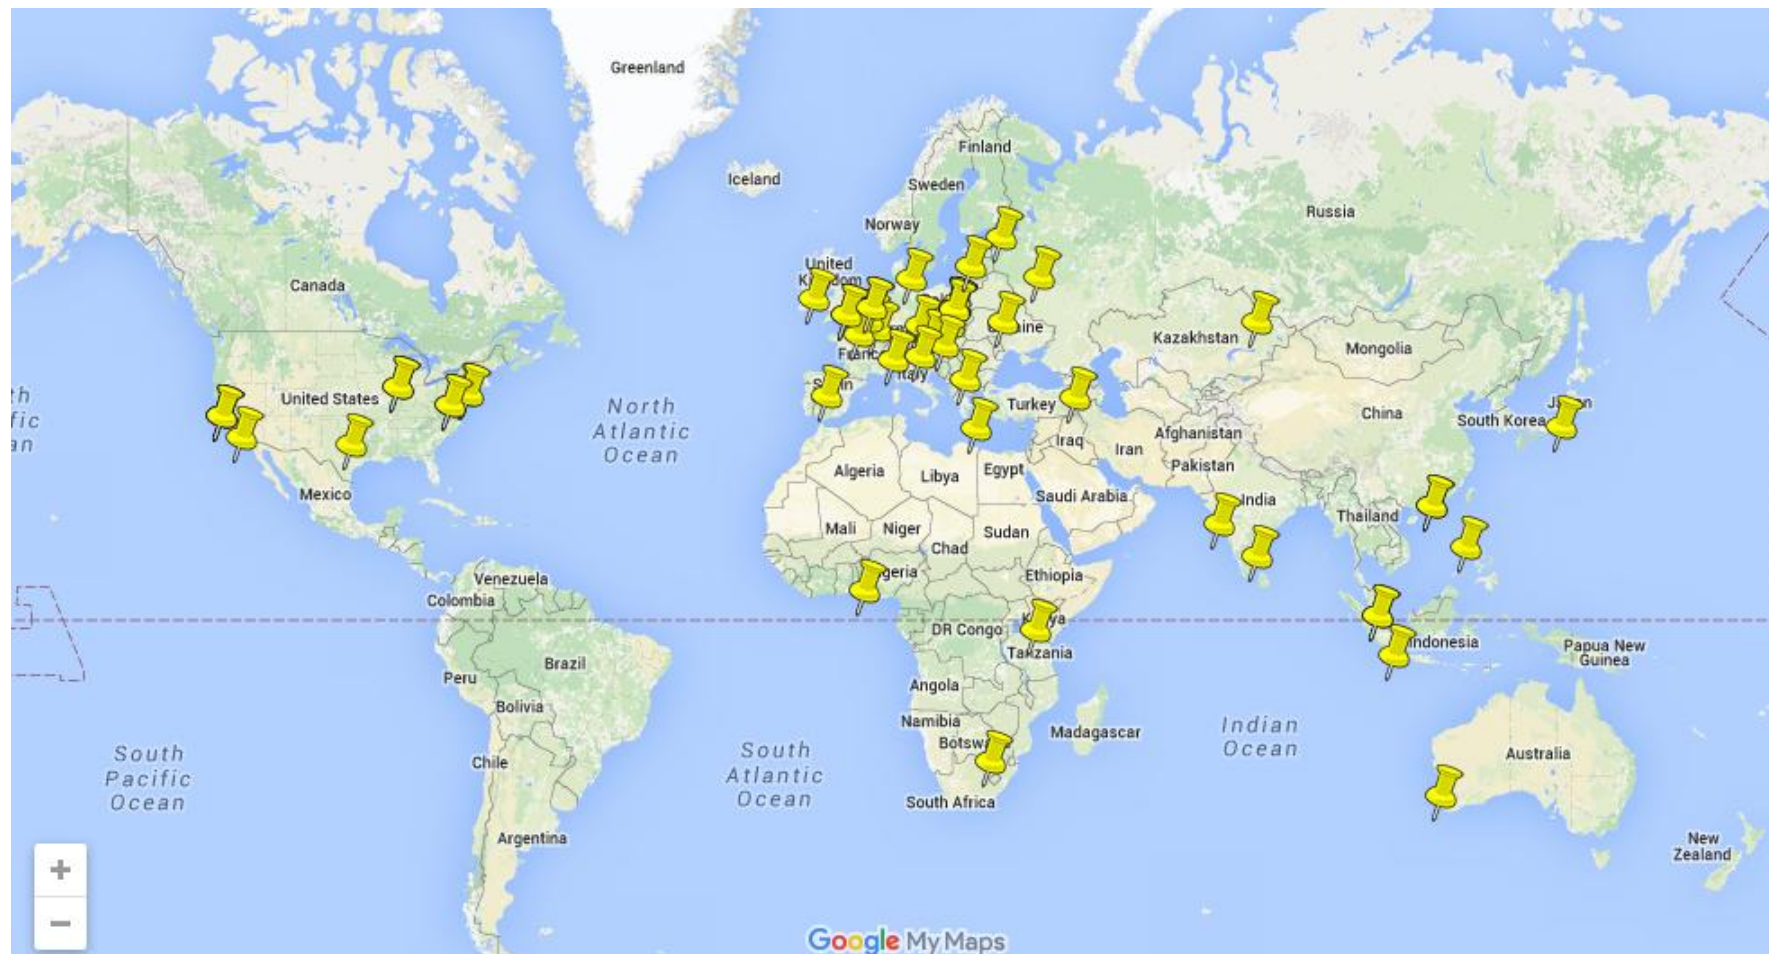 Greenland
Finland
Iceland
Sweden
Russia
Norway
United
Canada
Kazakhstan
Mongolia
United States
Italy
Turkey
North
Atlantic
Ocean
China
South Korea
Afghanistan
Iraq
Iran
Pakistan
Algeria
Libya
Egypt
Saudi Arabia
Mexico
India
Thailand
Mali
Niger
Sudan
Chad
Ethiopia
Venezuela
Colombia
DR Congo
Tanzania
Papua New
Guinea
Brazil
Peru
Angola
Bolivia
Namibia
Madagascar
Indian
Ocean
South
Pacific
Ocean
South
Atlantic
Ocean
Chile
Australia
South Africa
Argentina
New
Zealand
+
−
Google My Maps